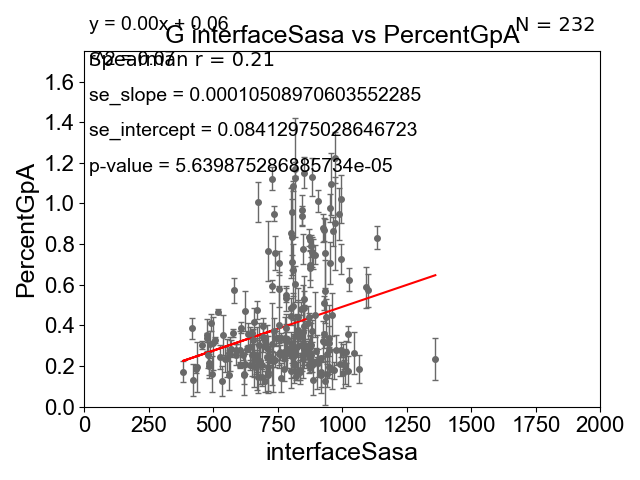 y = 0.00x + 0.06
N = 232
G interfaceSasa vs PercentGpA
Spearman r = 0.21
se_slope = 0.00010508970603552285
se_intercept = 0.08412975028646723
p-value = 5.639875286885734e-05
PercentGpA
1.6
1.4
1.2
1.0
0.8
0.6
0.4
0.2
0.0
0 250 500 750 1000 1250 1500 1750 2000
interfaceSasa